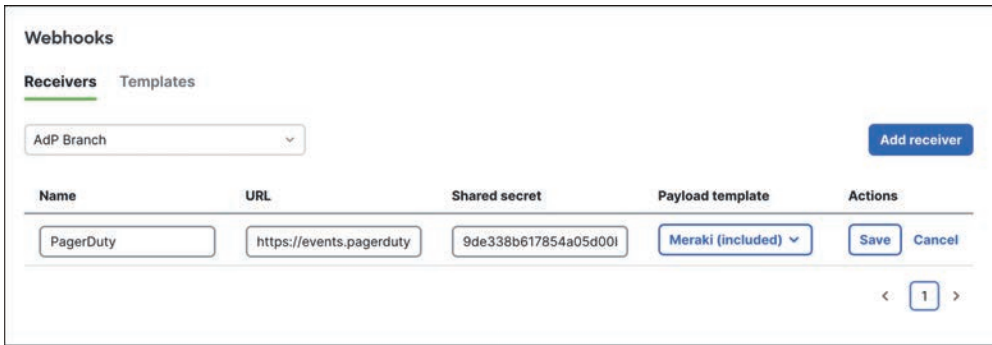 Webhooks
Receivers Templates
AdP Branch
Add receiver
Name URL Shared secret Payload template Actions
PagerDuty https://events.pagerduty 9de338b617854a05d00 Meraki (included) Save Cancel
1